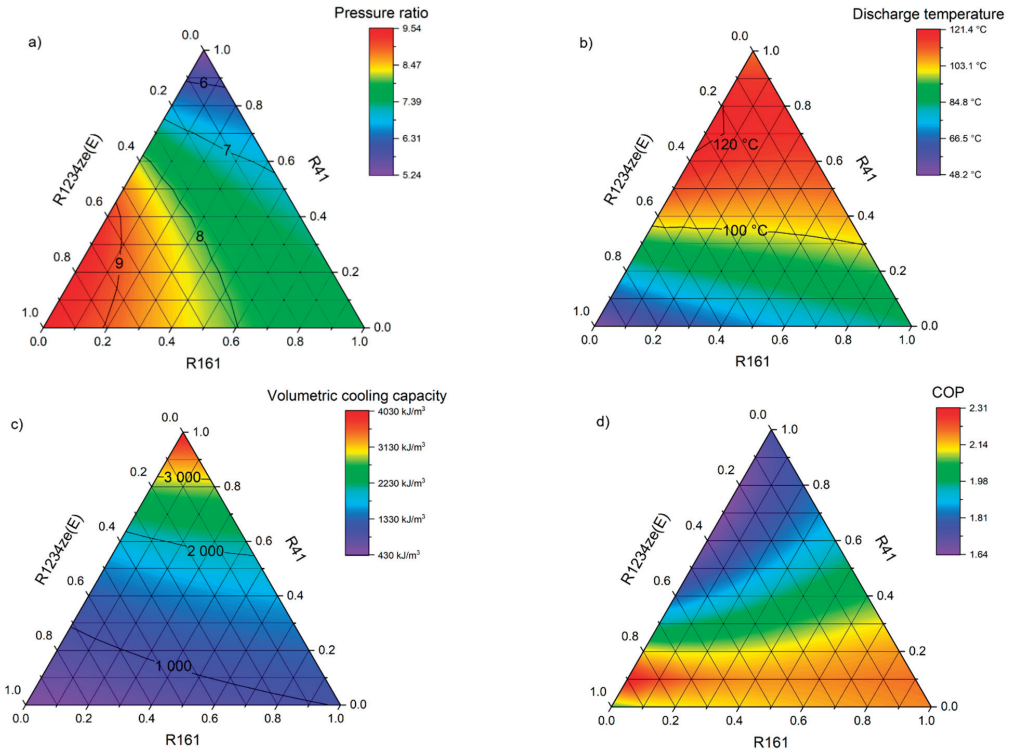 a)
Pressure ratio
9.54
8.47
7.39
6.31
5.24
0.0
1.0
6
0.2
0.8
7
0.4
0.6
R1234ze(E)
R41
0.6
0.4
8
0.8
9
0.2
1.0
0.0
0.0
0.2
0.4
0.6
0.8
1.0
R161
b)
Discharge temperature
121.4 °C
103.1 °C
84.8 °C
66.5 °C
48.2 °C
0.0
1.0
0.2
0.8
120 °C
0.4
0.6
R1234ze(E)
R41
0.6
0.4
100 °C
0.8
0.2
1.0
0.0
0.0
0.2
0.4
0.6
0.8
1.0
R161
c)
Volumetric cooling capacity
4030 kJ/m³
3130 kJ/m³
2230 kJ/m³
1330 kJ/m³
430 kJ/m³
0.0
1.0
3 000
0.2
0.8
0.4
2 000
0.6
R1234ze(E)
R41
0.6
0.4
0.8
1 000
0.2
1.0
0.0
0.0
0.2
0.4
0.6
0.8
1.0
R161
d)
COP
2.31
2.14
1.98
1.81
1.64
0.0
1.0
0.2
0.8
0.4
0.6
R1234ze(E)
R41
0.6
0.4
0.8
0.2
1.0
0.0
0.0
0.2
0.4
0.6
0.8
1.0
R161